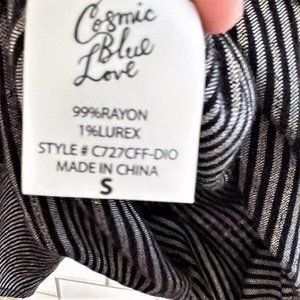 Cosmic
Blue
Love
99%RAYON
1%LUREX
STYLE # C727CFF-DIO
MADE IN CHINA
S